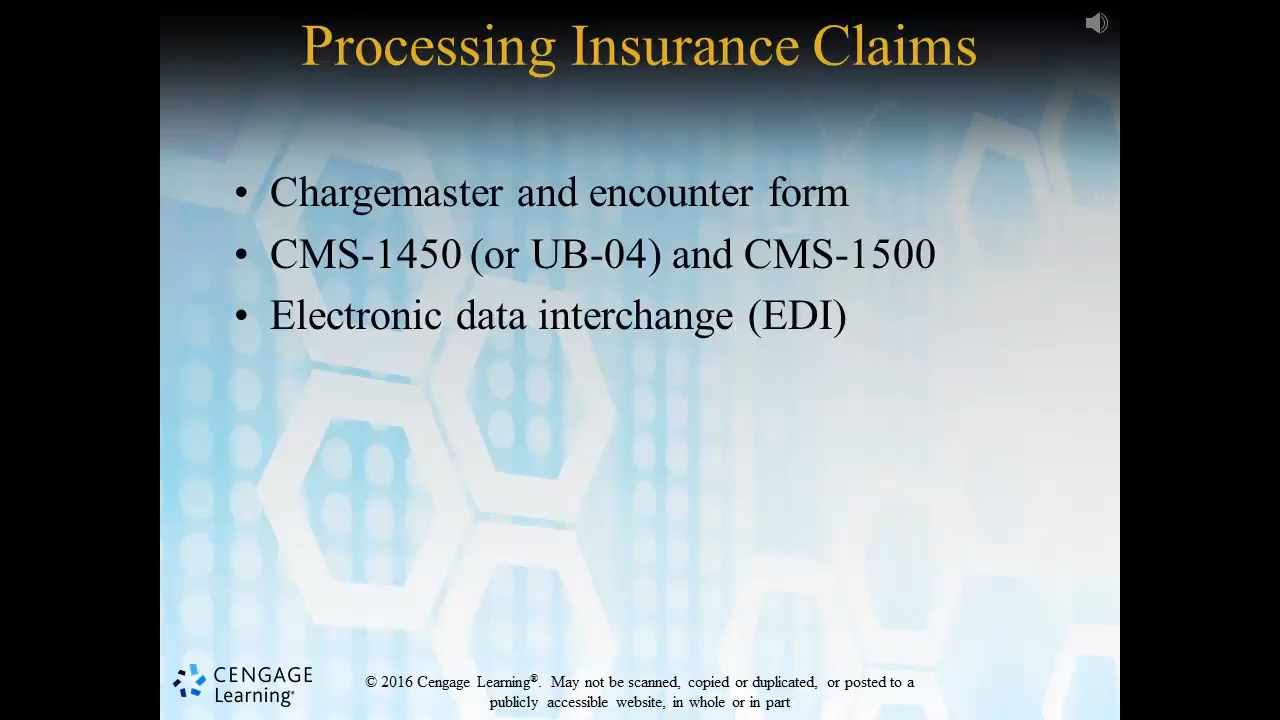 Processing Insurance Claims
• Chargemaster and encounter form
• CMS-1450 (or UB-04) and CMS-1500
• Electronic data interchange (EDI)
CENGAGE
Learning®
© 2016 Cengage Learning®. May not be scanned, copied or duplicated, or posted to a
publicly accessible website, in whole or in part